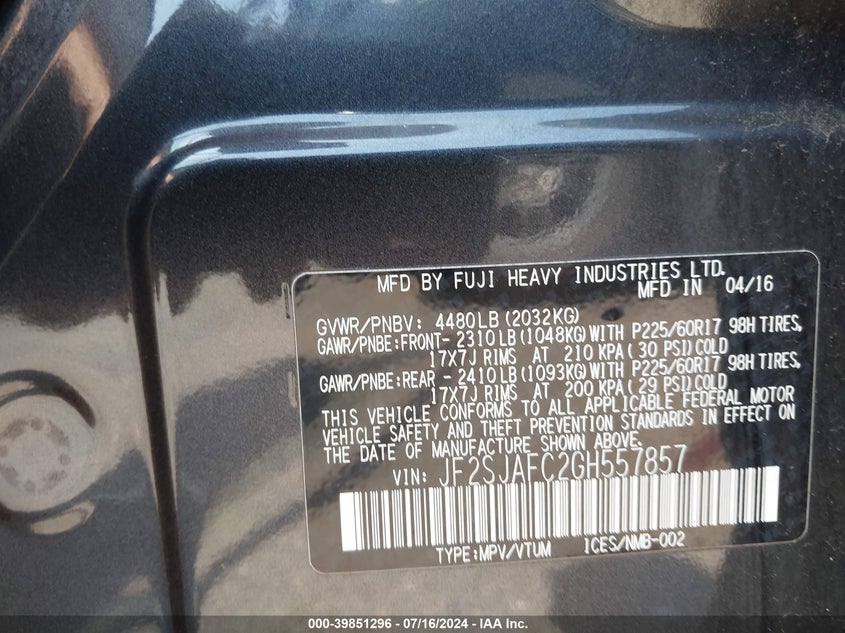 MFD BY FUJI HEAVY INDUSTRIES LTD.
MFD IN 04/16
GVWR/PNBV: 4480LB(2032KG)
GAWR/PNBE:FRONT- 2310LB(1048KG)WITH P225/60R17 98H TIRES,
17X7J RIMS AT 210 KPA(30 PSI)COLD
GAWR/PNBE:REAR - 2410LB(1093KG)WITH P225/60R17 98H TIRES,
17X7J RIMS AT 200 KPA(29 PSI)COLD
THIS VEHICLE CONFORMS TO ALL APPLICABLE FEDERAL MOTOR
VEHICLE SAFETY AND THEFT PREVENTION STANDARDS IN EFFECT ON
THE DATE OF MANUFACTURE SHOWN ABOVE.
VIN: JF2SJAFC2GH557857
TYPE:MPV/VTUM ICES/NMB-002
000-39851296 - 07/16/2024 - IAA Inc.